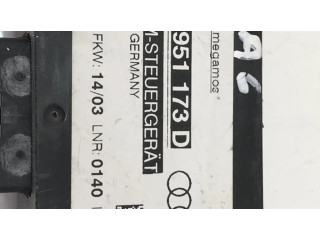 megamos
951 173 D
M-STEUERGERÄT
GERMANY
FKW: 14/03 LNR: 0140